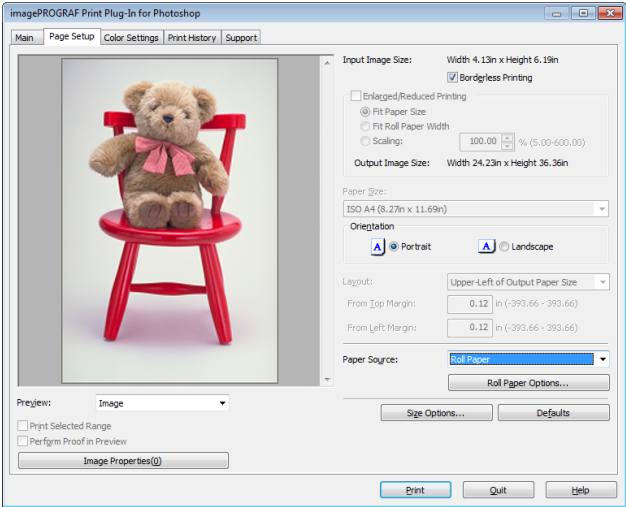 imagePROGRAF Print Plug-In for Photoshop
Main Page Setup Color Settings Print History Support
Input Image Size: Width 4.13in x Height 6.19in
Borderless Printing
Enlarged/Reduced Printing
Fit Paper Size
Fit Roll Paper Width
Scaling: 100.00 % (5.00-600.00)
Output Image Size: Width 24.23in x Height 36.36in
Paper Size:
ISO A4 (8.27in x 11.69in)
Orientation
A Portrait A Landscape
Layout: Upper-Left of Output Paper Size
From Top Margin: 0.12 in (-393.66 - 393.66)
From Left Margin: 0.12 in (-393.66 - 393.66)
Paper Source: Roll Paper
Roll Paper Options...
Preview: Image
Size Options... Defaults
Print Selected Range
Perform Proof in Preview
Image Properties(0)
Print Quit Help